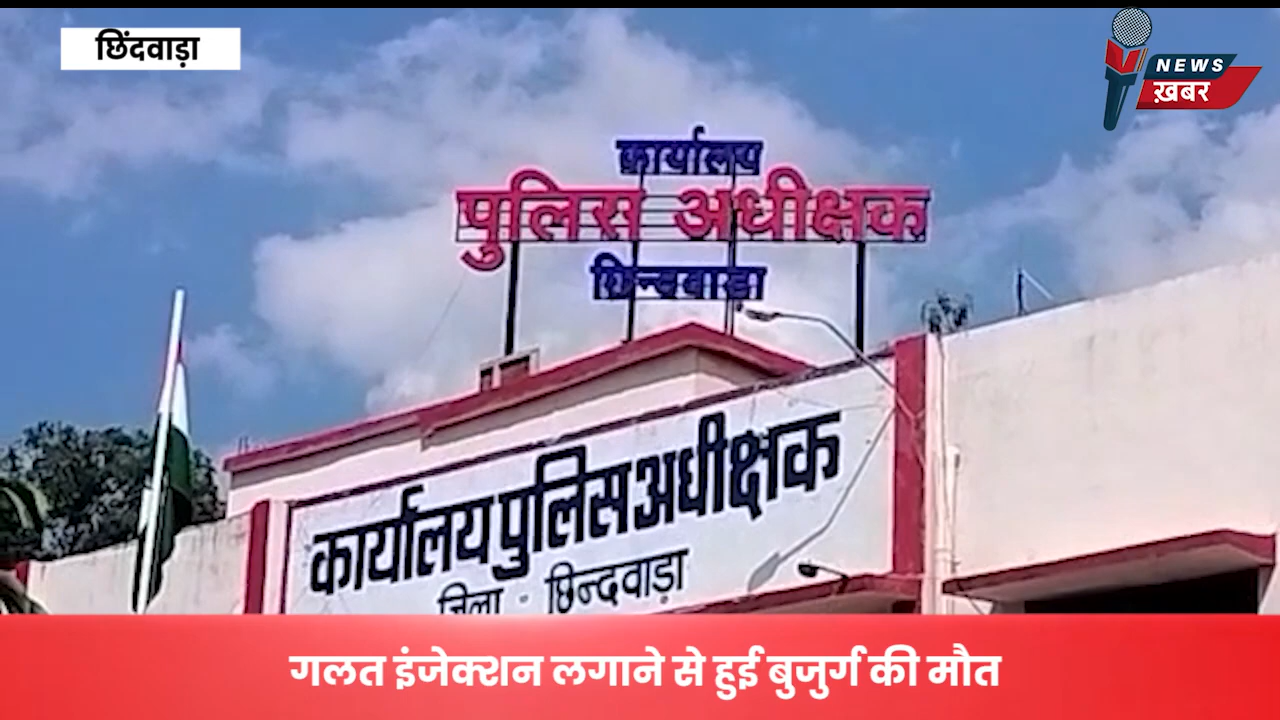 छिंदवाड़ा
NEWS
ख़बर
कार्यालय
पुलिस अधीक्षक
छिन्दवाडा
कार्यालय पुलिस अधीक्षक
जिला - छिन्दवाड़ा
गलत इंजेक्शन लगाने से हुई बुजुर्ग की मौत